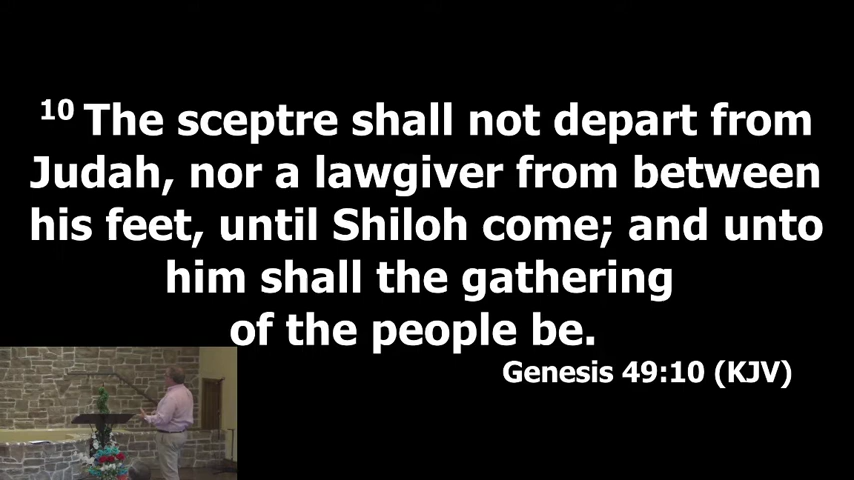 10 The sceptre shall not depart from
Judah, nor a lawgiver from between
his feet, until Shiloh come; and unto
him shall the gathering
of the people be.
Genesis 49:10 (KJV)